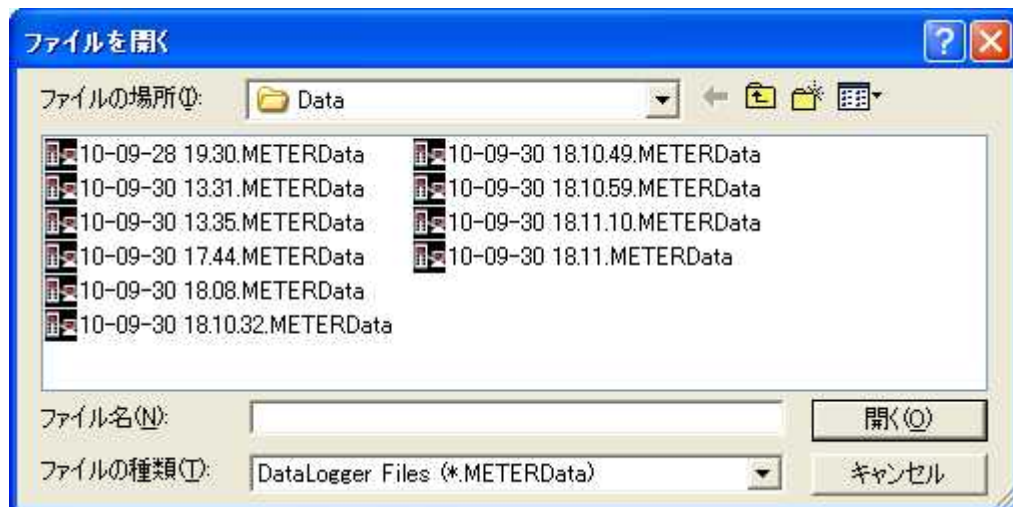 ファイルを開く
ファイルの場所(I):
Data
10-09-28 19.30.METERData
10-09-30 13.31.METERData
10-09-30 13.35.METERData
10-09-30 17.44.METERData
10-09-30 18.08.METERData
10-09-30 18.10.32.METERData
10-09-30 18.10.49.METERData
10-09-30 18.10.59.METERData
10-09-30 18.11.10.METERData
10-09-30 18.11.METERData
ファイル名(N):
開く(O)
ファイルの種類(T):
DataLogger Files (*.METERData)
キャンセル